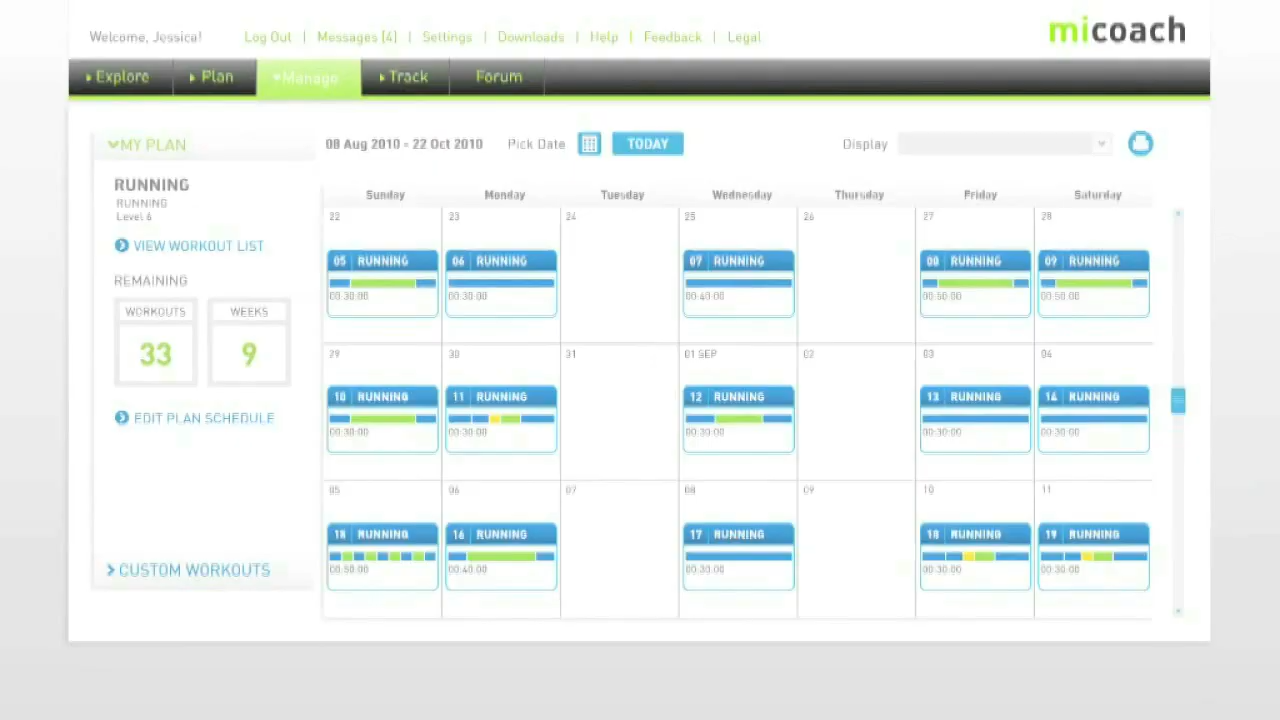 Welcome, Jessica! Log Out | Messages [4] | Settings | Downloads | Help | Feedback | Legal
micoach
Explore Plan Manage Track Forum
MY PLAN
08 Aug 2010 - 22 Oct 2010 Pick Date TODAY Display
RUNNING
RUNNING
Level 6
VIEW WORKOUT LIST
REMAINING
WORKOUTS WEEKS
33 9
EDIT PLAN SCHEDULE
CUSTOM WORKOUTS
Sunday Monday Tuesday Wednesday Thursday Friday Saturday
22 23 24 25 26 27 28
05 RUNNING 06 RUNNING 07 RUNNING 08 RUNNING 09 RUNNING
00:30:00 00:30:00 00:40:00 00:50:00 00:50:00
29 30 31 01 SEP 02 03 04
10 RUNNING 11 RUNNING 12 RUNNING 13 RUNNING 14 RUNNING
00:30:00 00:30:00 00:30:00 00:30:00 00:30:00
05 06 07 08 09 10 11
RUNNING 16 RUNNING 17 RUNNING 18 RUNNING 19 RUNNING
00:50:00 00:40:00 00:30:00 00:30:00 00:30:00